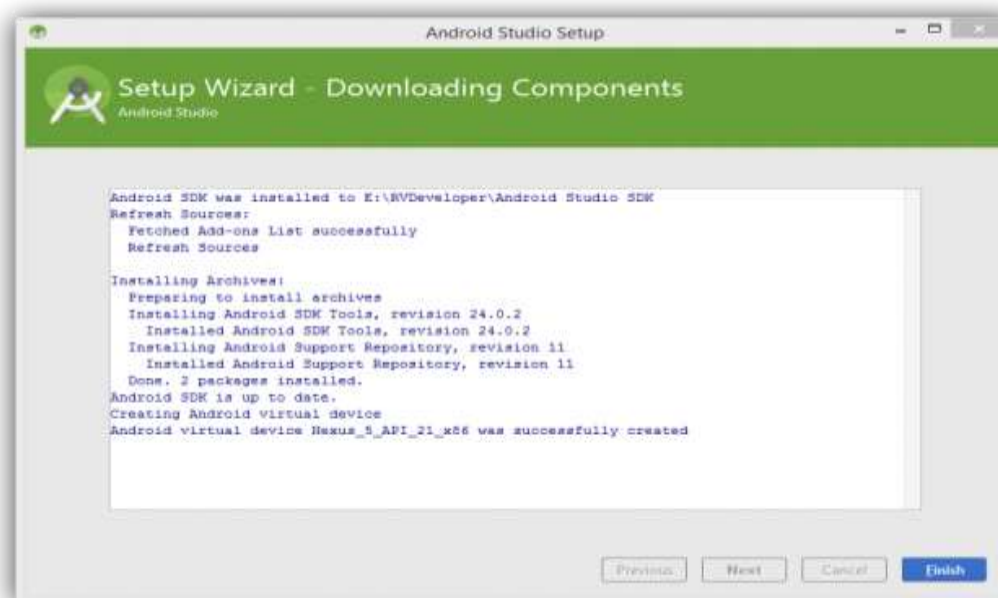 Android Studio Setup
Setup Wizard - Downloading Components
Android Studio
Android SDK was installed to E:\RVDeveloper\Android Studio SDK
Refresh Sources:
Fetched Add-ons List successfully
Refresh Sources
Installing Archives:
Preparing to install archives
Installing Android SDK Tools, revision 24.0.2
Installed Android SDK Tools, revision 24.0.2
Installing Android Support Repository, revision 11
Installed Android Support Repository, revision 11
Done. 2 packages installed.
Android SDK is up to date.
Creating Android virtual device
Android virtual device Nexus_5_API_21_x86 was successfully created
Previous Next Cancel Finish